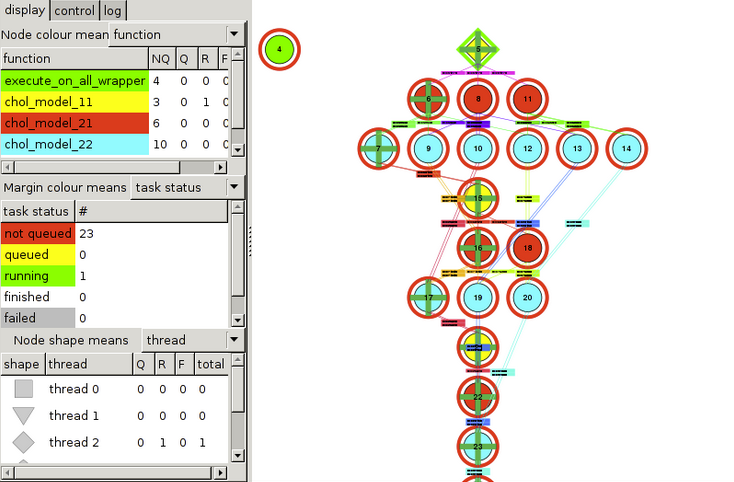 display control log
Node colour mean function
function NQ Q R F
execute_on_all_wrapper 4 0 0 0
chol_model_11 3 0 1 0
chol_model_21 6 0 0 0
chol_model_22 10 0 0 0
Margin colour means task status
task status #
not queued 23
queued 0
running 1
finished 0
failed 0
Node shape means thread
shape thread Q R F total
thread 0 0 0 0 0
thread 1 0 0 0 0
thread 2 0 1 0 1
4 5
6 8 11
7 9 10 12 13 14
15
16 18
17 19 20
22
23